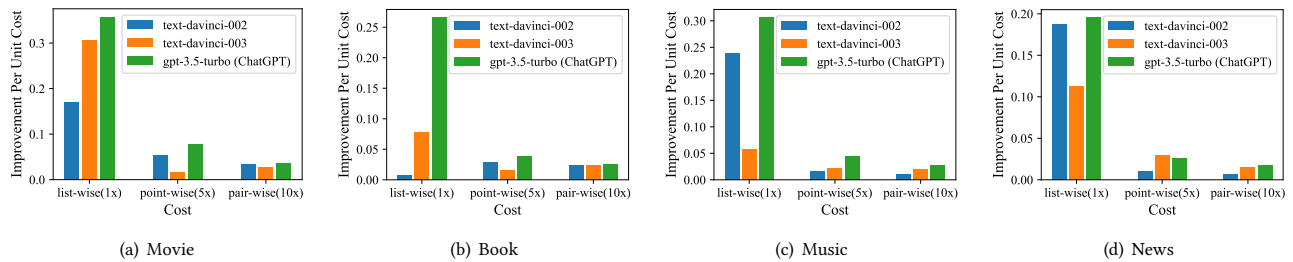 Improvement Per Unit Cost
0.3
0.2
0.1
0.0
text-davinci-002
text-davinci-003
gpt-3.5-turbo (ChatGPT)
list-wise(1x) point-wise(5x) pair-wise(10x)
Cost
(a) Movie
Improvement Per Unit Cost
0.25
0.20
0.15
0.10
0.05
0.00
text-davinci-002
text-davinci-003
gpt-3.5-turbo (ChatGPT)
list-wise(1x) point-wise(5x) pair-wise(10x)
Cost
(b) Book
Improvement Per Unit Cost
0.30
0.25
0.20
0.15
0.10
0.05
0.00
text-davinci-002
text-davinci-003
gpt-3.5-turbo (ChatGPT)
list-wise(1x) point-wise(5x) pair-wise(10x)
Cost
(c) Music
Improvement Per Unit Cost
0.20
0.15
0.10
0.05
0.00
text-davinci-002
text-davinci-003
gpt-3.5-turbo (ChatGPT)
list-wise(1x) point-wise(5x) pair-wise(10x)
Cost
(d) News